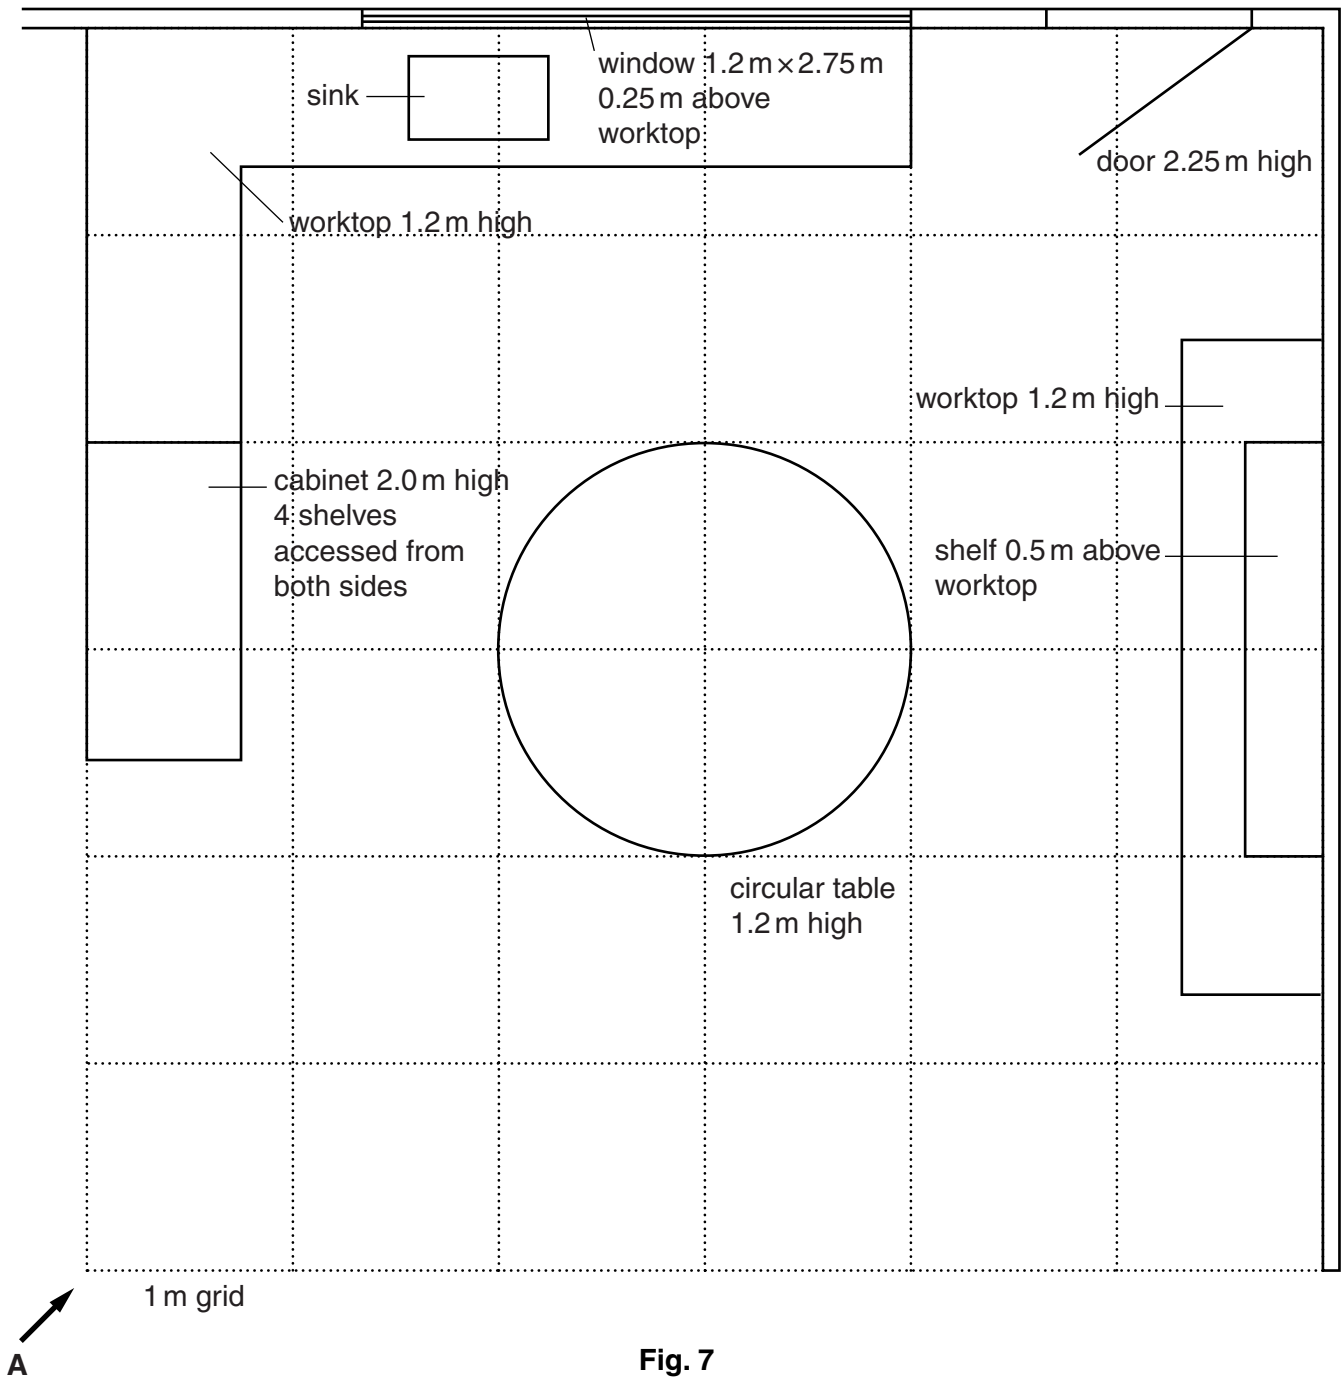 window 1.2 m × 2.75 m
0.25 m above
worktop
sink
door 2.25 m high
worktop 1.2 m high
worktop 1.2 m high
cabinet 2.0 m high
4 shelves
accessed from
both sides
shelf 0.5 m above
worktop
circular table
1.2 m high
1 m grid
A
Fig. 7